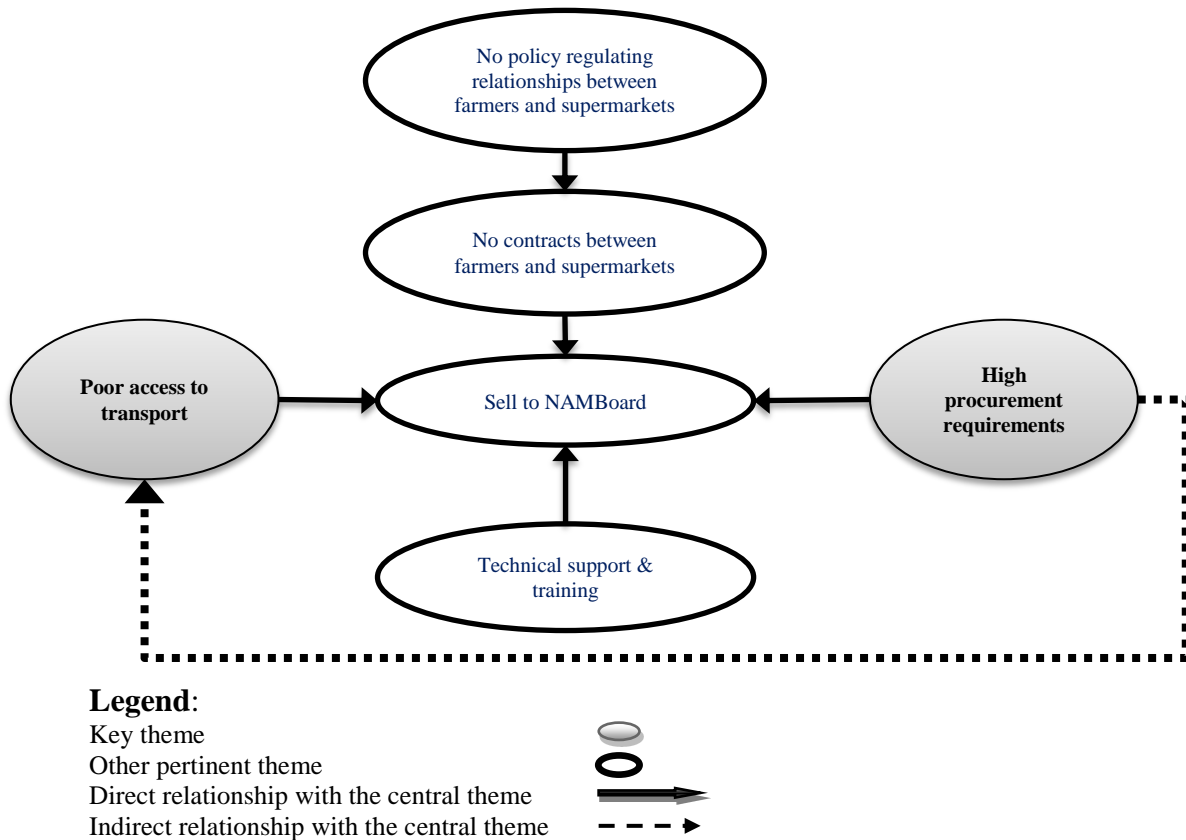 No policy regulating
relationships between
farmers and supermarkets
No contracts between
farmers and supermarkets
Poor access to
transport
Sell to NAMBoard
High
procurement
requirements
Technical support &
training
Legend:
Key theme
Other pertinent theme
Direct relationship with the central theme
Indirect relationship with the central theme